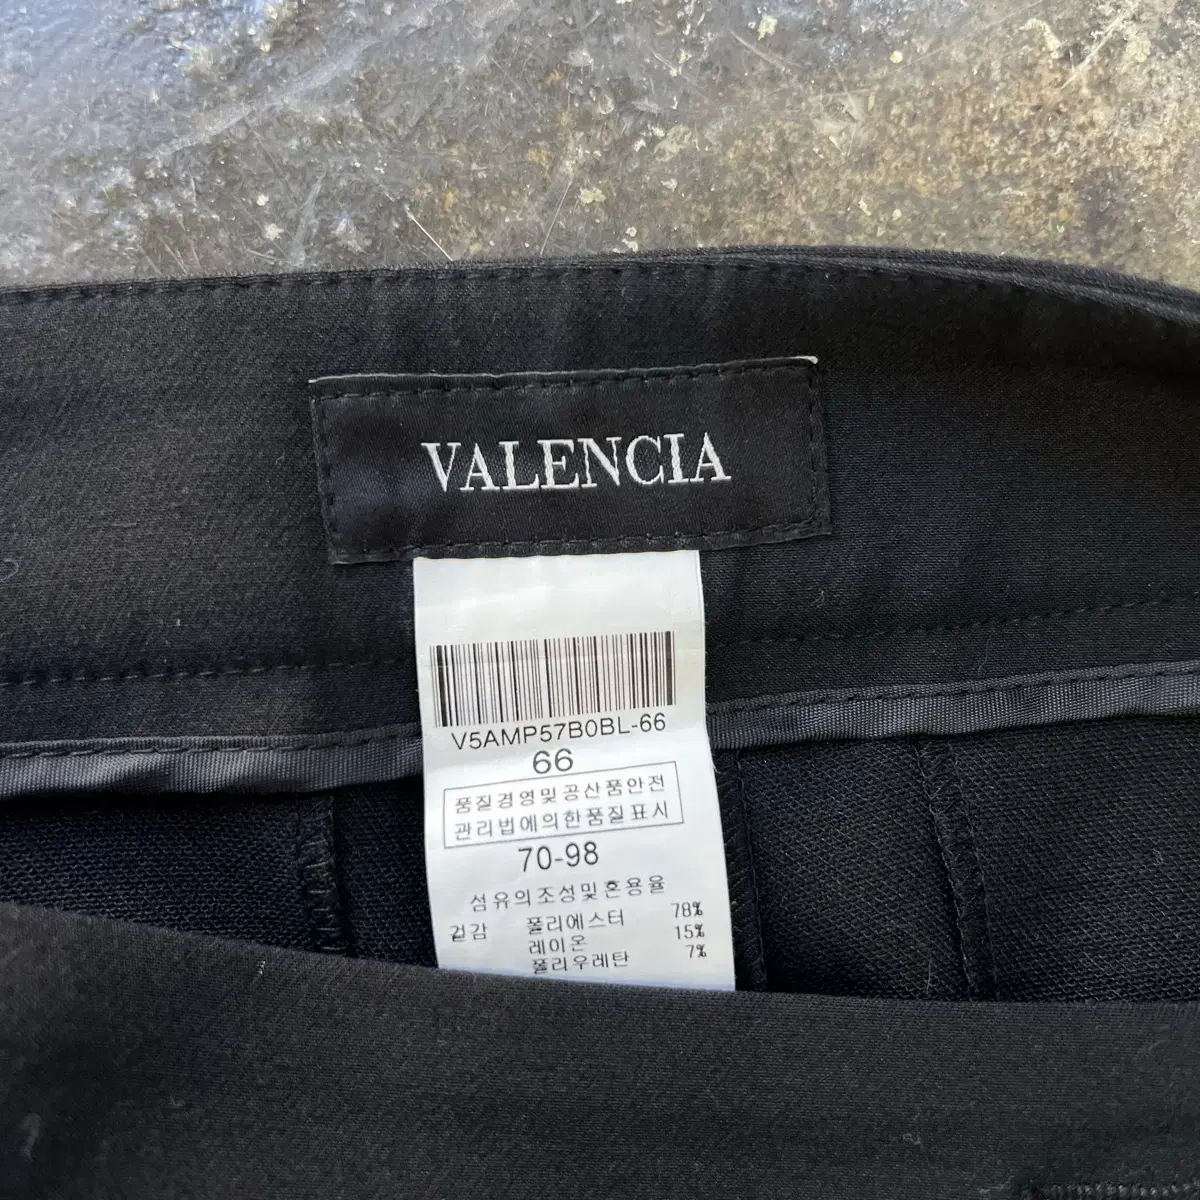 VALENCIA
V5AMP57B0BL-66
66
품질경영및공산품안전
관리법에의한품질표시
70-98
섬유의조성및혼용율
겉감 폴리에스터 78%
레이온 15%
폴리우레탄 7%